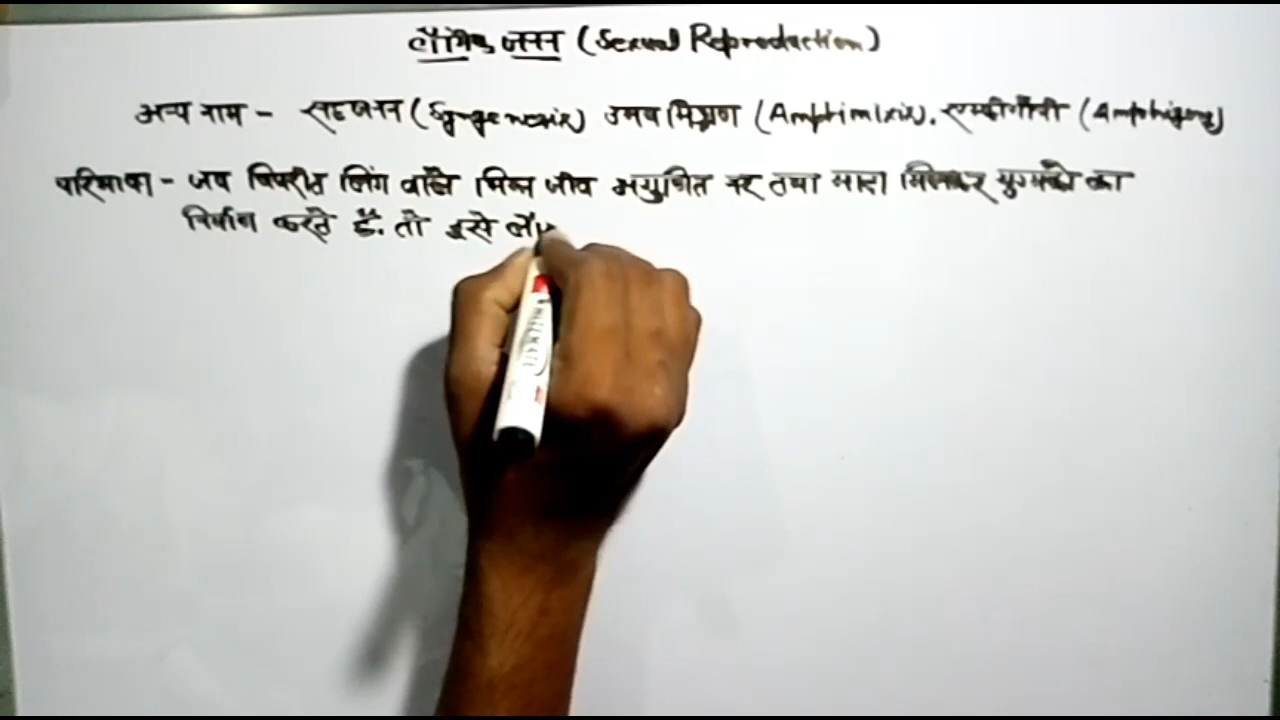 लैंगिक जनन (Sexual Reproduction)
अन्य नाम - सहजनन (Syngenesis) उभय मिश्रण (Amphimixis). एम्फीगोनी (Amphigony)
परिभाषा - जब विपरीत लिंग वाले भिन्न जीव अगुणित नर तथा मादा मिलकर युग्मको का
निर्माण करते हैं. तो इसे